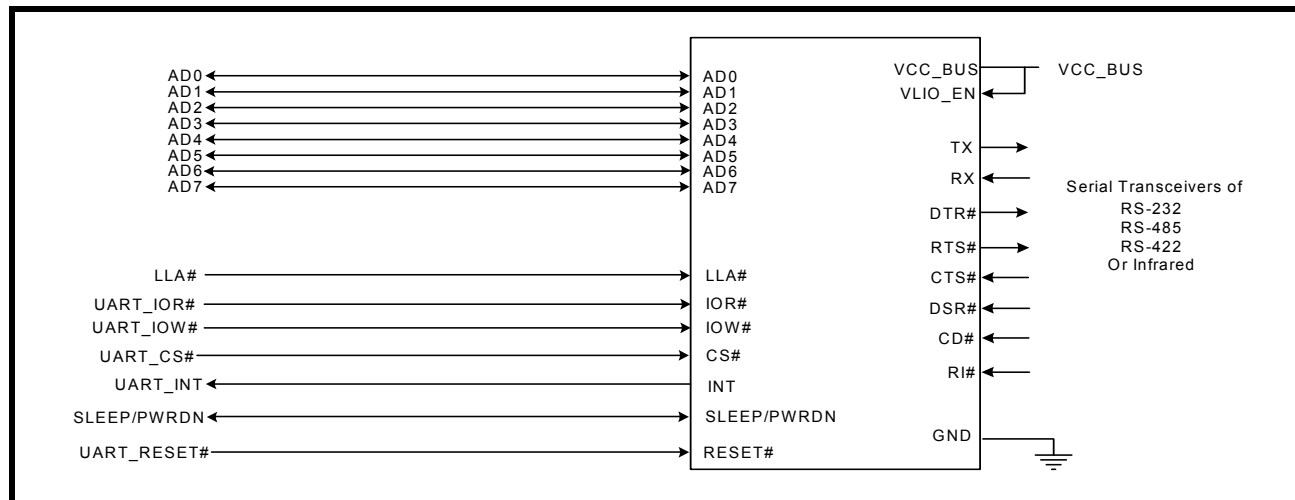 AD0
AD1
AD2
AD3
AD4
AD5
AD6
AD7
LLA#
UART_IOR#
UART_IOW#
UART_CS#
UART_INT
SLEEP/PWRDN
UART_RESET#
AD0
AD1
AD2
AD3
AD4
AD5
AD6
AD7
LLA#
IOR#
IOW#
CS#
INT
SLEEP/PWRDN
RESET#
VCC_BUS
VLIO_EN
TX
RX
DTR#
RTS#
CTS#
DSR#
CD#
RI#
GND
VCC_BUS
Serial Transceivers of
RS-232
RS-485
RS-422
Or Infrared